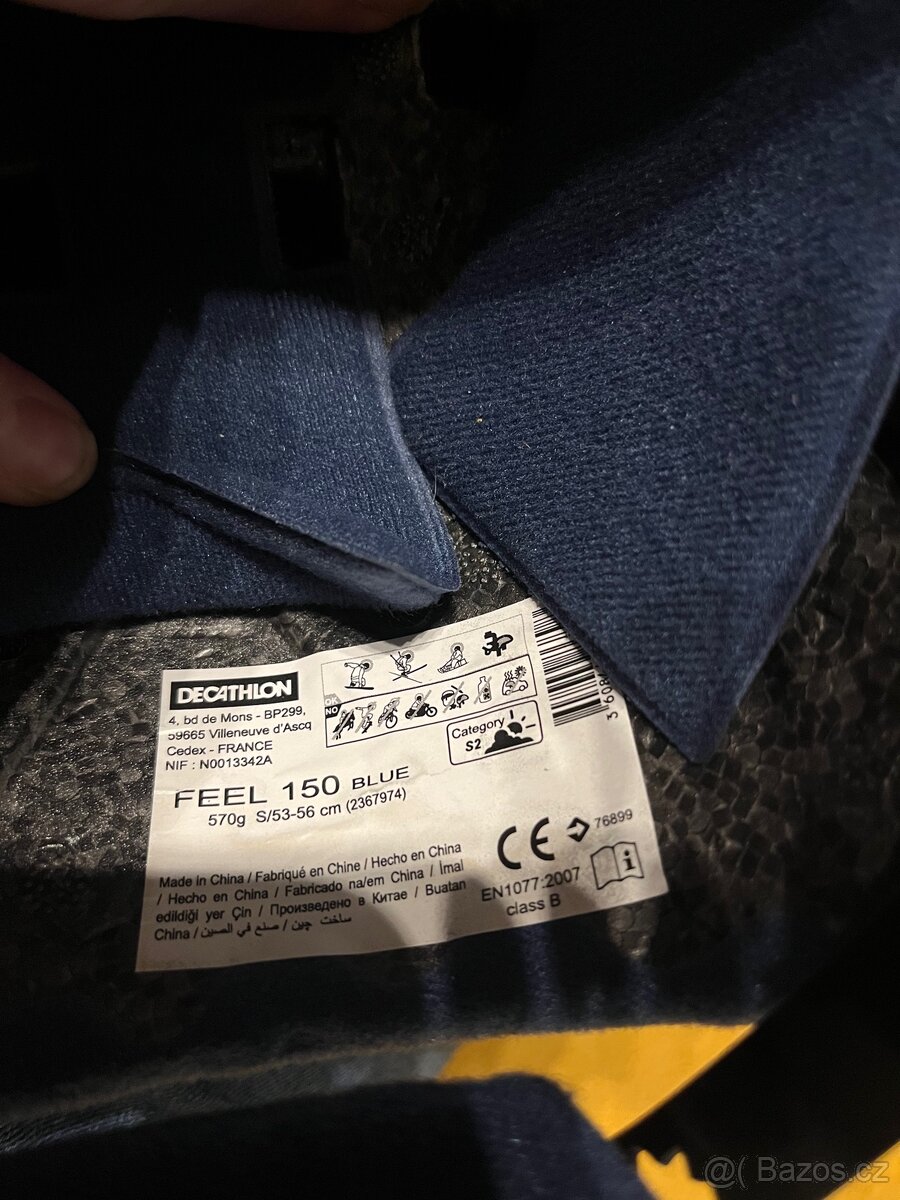 DECATHLON
4, bd de Mons - BP299,
59665 Villeneuve d'Ascq
Cedex - FRANCE
NIF : N0013342A
OK
NO
Category
S2
FEEL 150 BLUE
570g S/53-56 cm (2367974)
Made in China / Fabriqué en Chine / Hecho en China
/ Hecho en China / Fabricado na/em China / İmal
edildiği yer Çin / Произведено в Китае / Buatan
China / ساخت چین / صنع في الصين
CE 76899
EN1077:2007
class B
@( Bazos.cz